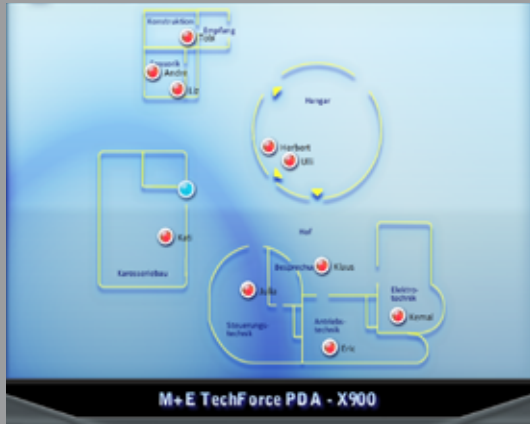 Konstruktion
Empfang
Tobi
Sensorik
Andre
Liz
Hangar
Herbert
Ulli
Kati
Karosseriebau
Hof
Besprechung
Klaus
Julia
Elektro-
technik
Kemal
Steuerungs-
technik
Antriebs-
technik
Eric
M+E TechForce PDA - X900